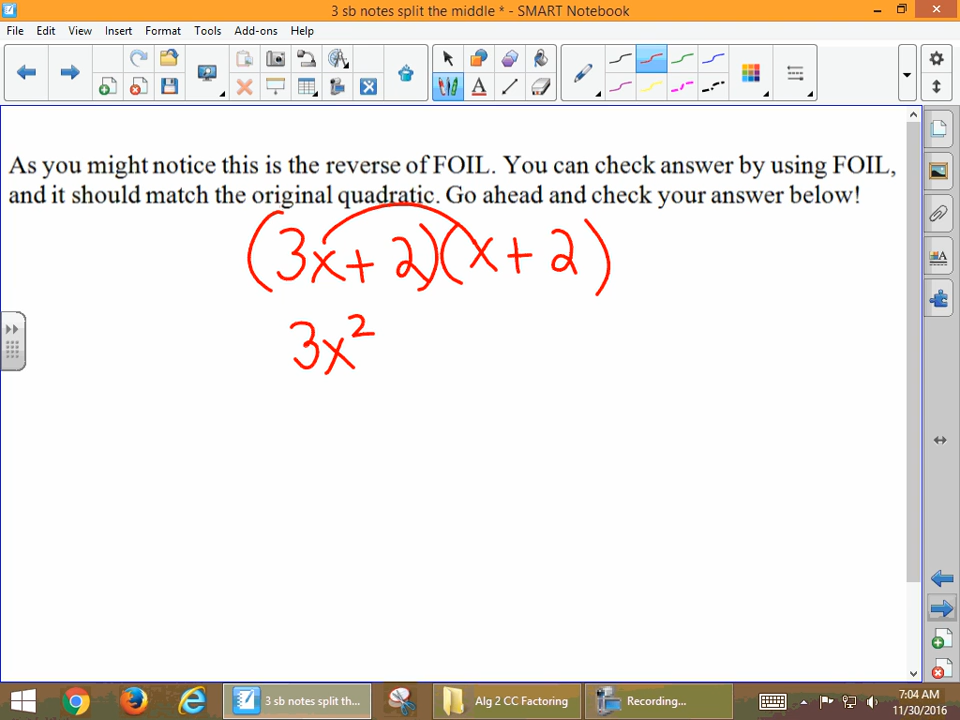 3 sb notes split the middle * - SMART Notebook
File Edit View Insert Format Tools Add-ons Help
As you might notice this is the reverse of FOIL. You can check answer by using FOIL,
and it should match the original quadratic. Go ahead and check your answer below!
(3x + 2)(x + 2)
3x²
3 sb notes split th... Alg 2 CC Factoring Recording... 7:04 AM
11/30/2016